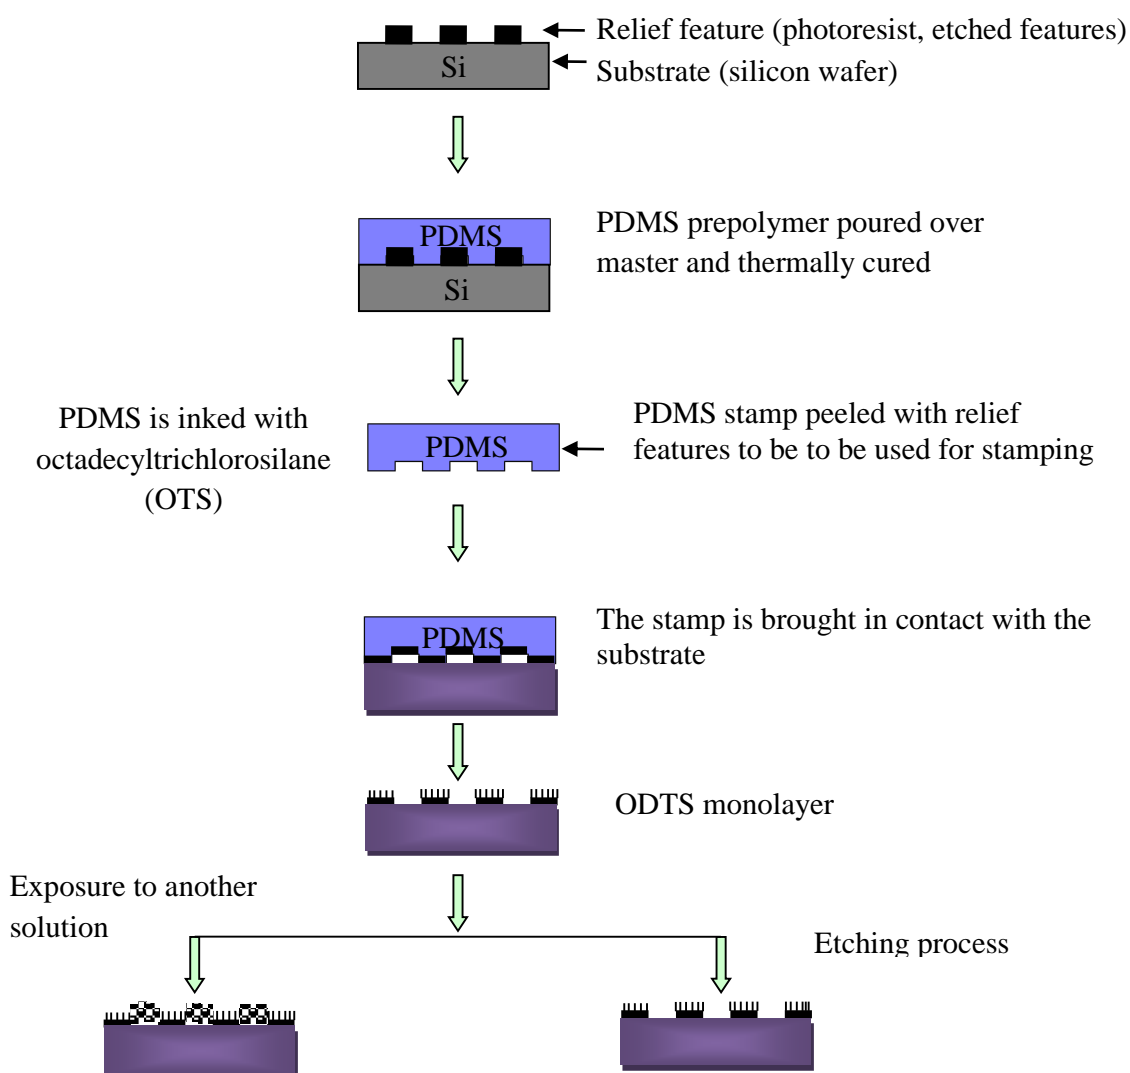 Relief feature (photoresist, etched features)
Si
Substrate (silicon wafer)
PDMS
Si
PDMS prepolymer poured over
master and thermally cured
PDMS is inked with
octadecyltrichlorosilane
(OTS)
PDMS
PDMS stamp peeled with relief
features to be to be used for stamping
PDMS
The stamp is brought in contact with the
substrate
ODTS monolayer
Exposure to another
solution
Etching process